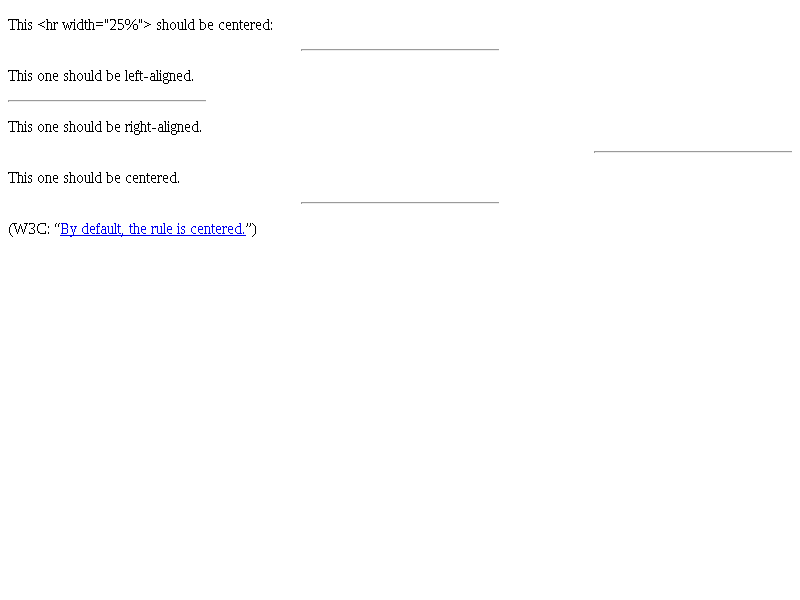 This <hr width="25%"> should be centered:
This one should be left-aligned.
This one should be right-aligned.
This one should be centered.
(W3C: “By default, the rule is centered.”)